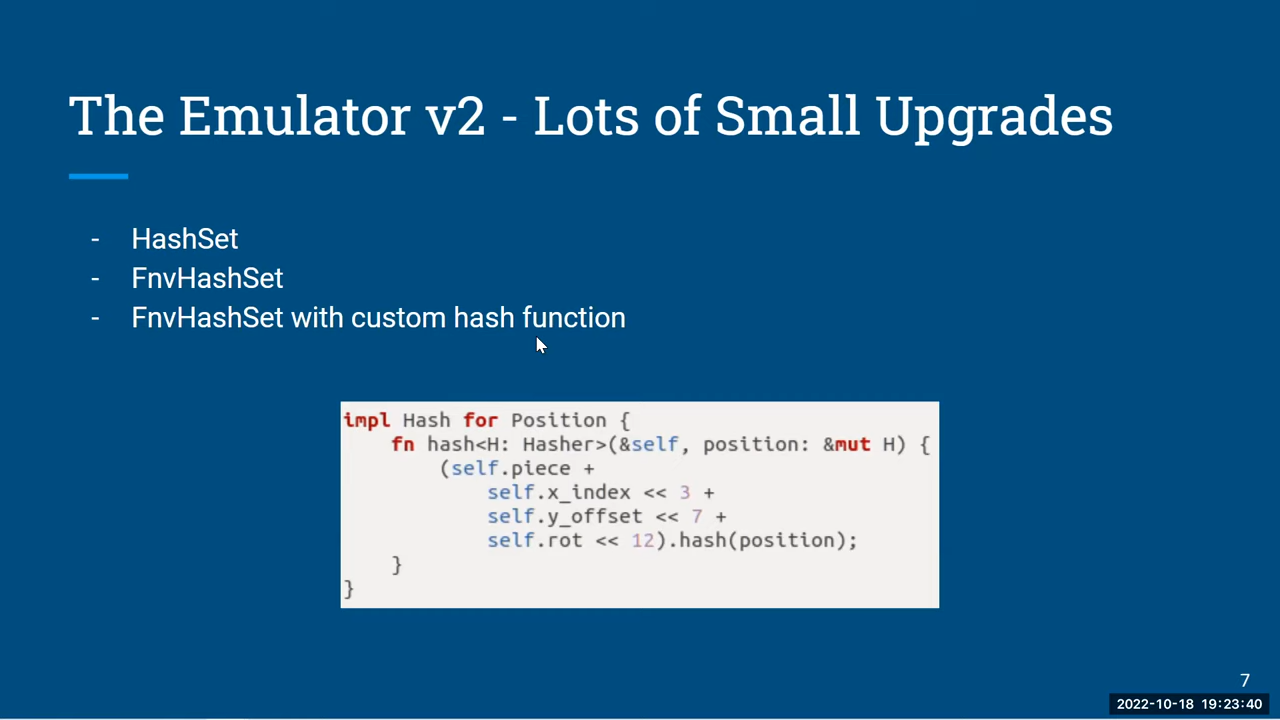 The Emulator v2 - Lots of Small Upgrades
- HashSet
- FnvHashSet
- FnvHashSet with custom hash function
impl Hash for Position {
    fn hash<H: Hasher>(&self, position: &mut H) {
        (self.piece +
            self.x_index << 3 +
            self.y_offset << 7 +
            self.rot << 12).hash(position);
    }
}
7
2022-10-18 19:23:40